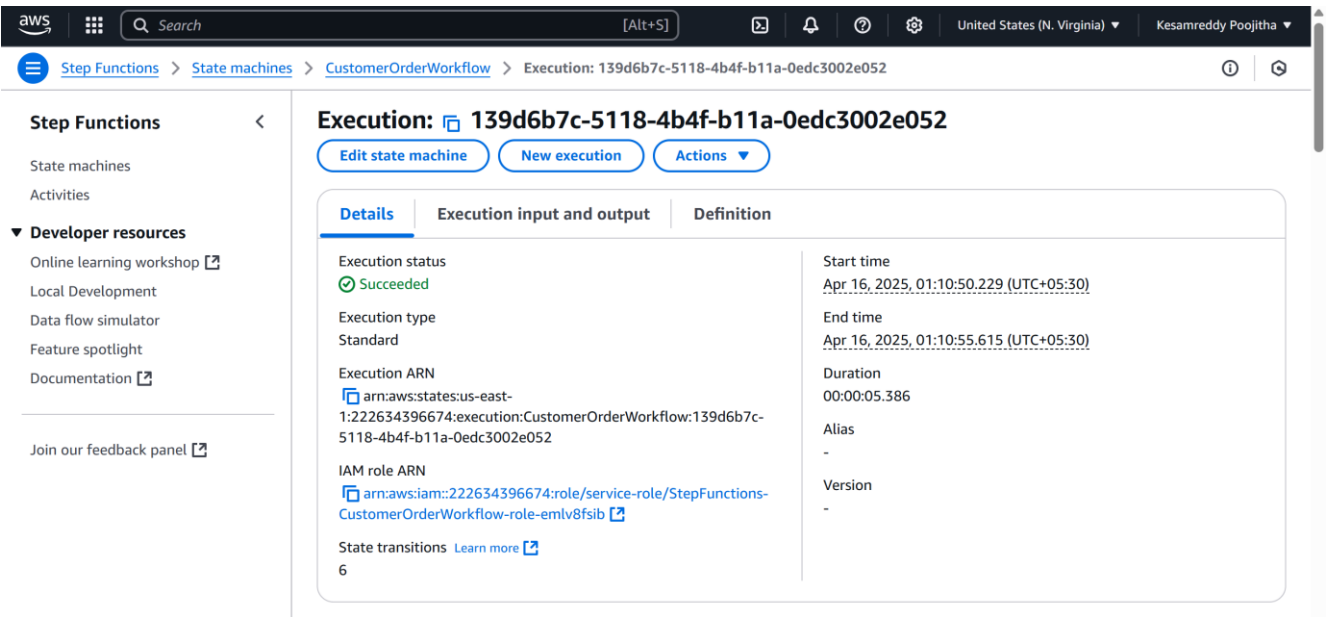 aws
Search [Alt+S] United States (N. Virginia) ▼ Kesamreddy Poojitha ▼
Step Functions > State machines > CustomerOrderWorkflow > Execution: 139d6b7c-5118-4b4f-b11a-0edc3002e052
Step Functions
State machines
Activities
Developer resources
Online learning workshop
Local Development
Data flow simulator
Feature spotlight
Documentation
Join our feedback panel
Execution: 139d6b7c-5118-4b4f-b11a-0edc3002e052
Edit state machine New execution Actions ▼
Details Execution input and output Definition
Execution status
Succeeded
Execution type
Standard
Execution ARN
arn:aws:states:us-east-
1:222634396674:execution:CustomerOrderWorkflow:139d6b7c-
5118-4b4f-b11a-0edc3002e052
IAM role ARN
arn:aws:iam::222634396674:role/service-role/StepFunctions-
CustomerOrderWorkflow-role-emlv8fsib
State transitions Learn more
6
Start time
Apr 16, 2025, 01:10:50.229 (UTC+05:30)
End time
Apr 16, 2025, 01:10:55.615 (UTC+05:30)
Duration
00:00:05.386
Alias
-
Version
-